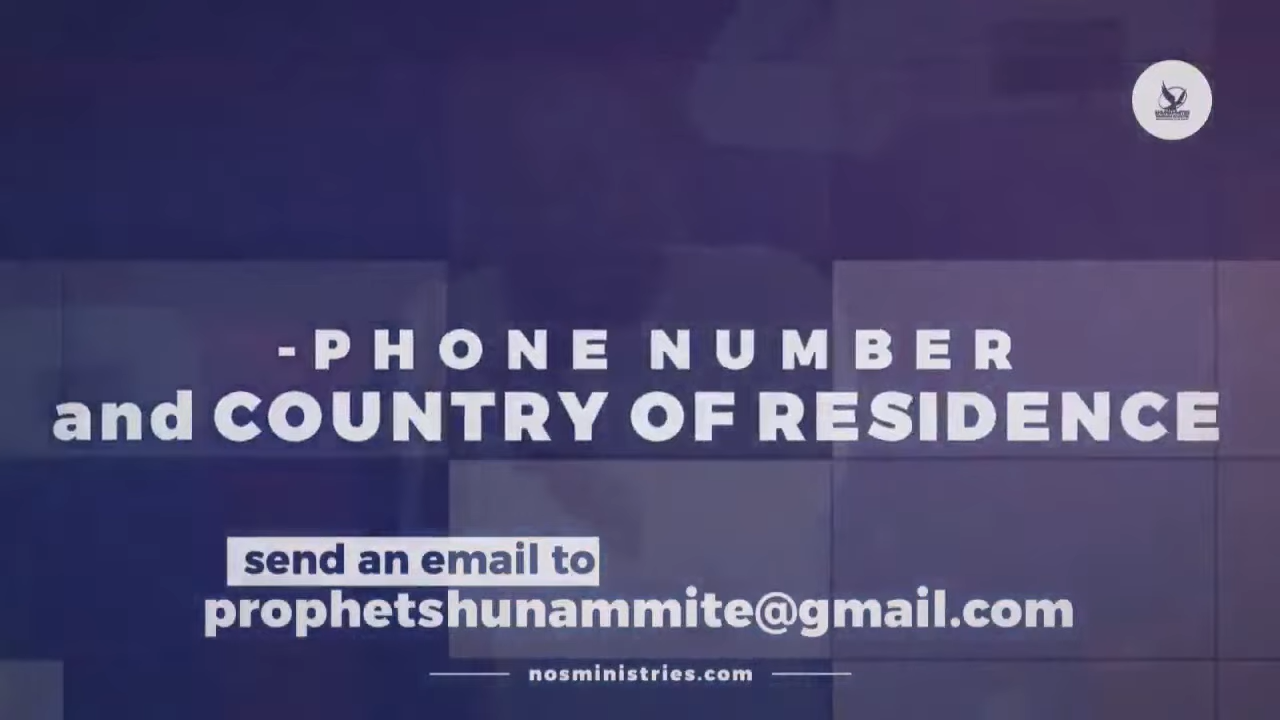 -PHONE NUMBER
and COUNTRY OF RESIDENCE
send an email to
prophetshunammite@gmail.com
nosministries.com